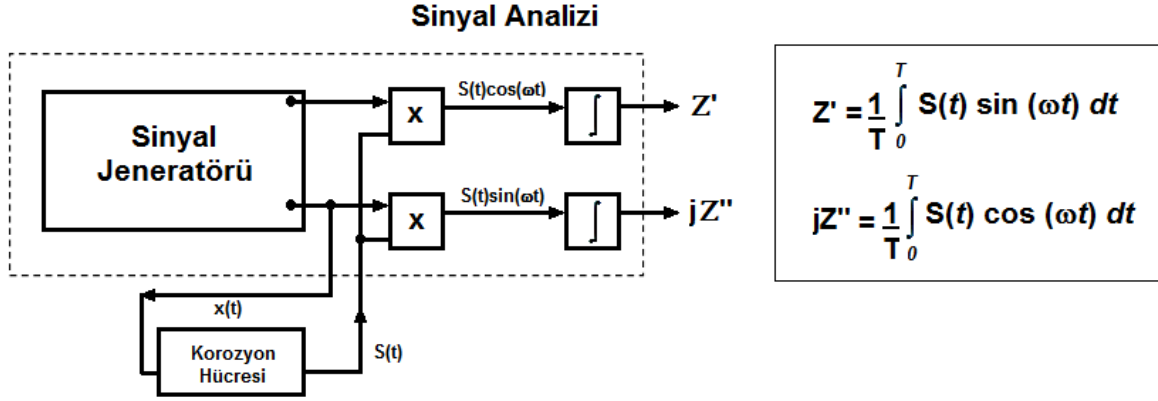 Sinyal Analizi
Sinyal
Jeneratörü
X
S(t)cos(ωt)
∫
Z'
X
S(t)sin(ωt)
∫
jZ"
x(t)
Korozyon
Hücresi
S(t)
Z' = 1/T ∫₀ᵀ S(t) sin (ωt) dt
jZ" = 1/T ∫₀ᵀ S(t) cos (ωt) dt